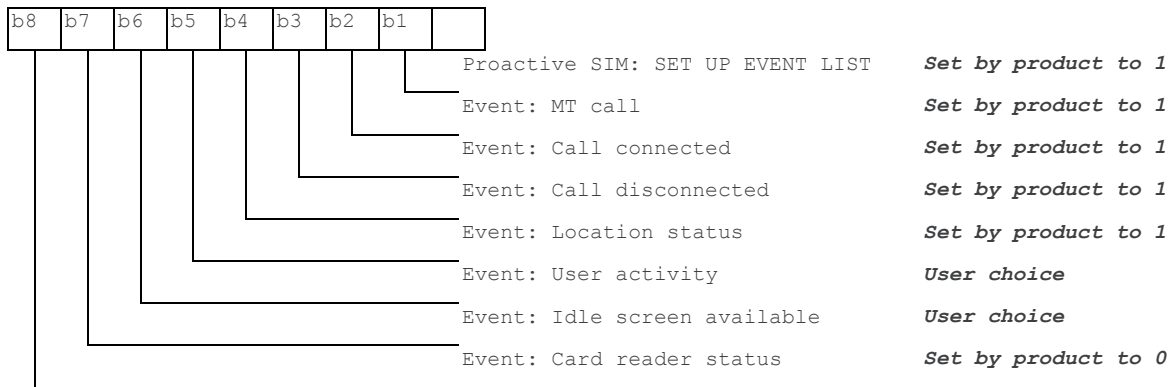 b8 b7 b6 b5 b4 b3 b2 b1
Proactive SIM: SET UP EVENT LIST Set by product to 1
Event: MT call Set by product to 1
Event: Call connected Set by product to 1
Event: Call disconnected Set by product to 1
Event: Location status Set by product to 1
Event: User activity User choice
Event: Idle screen available User choice
Event: Card reader status Set by product to 0